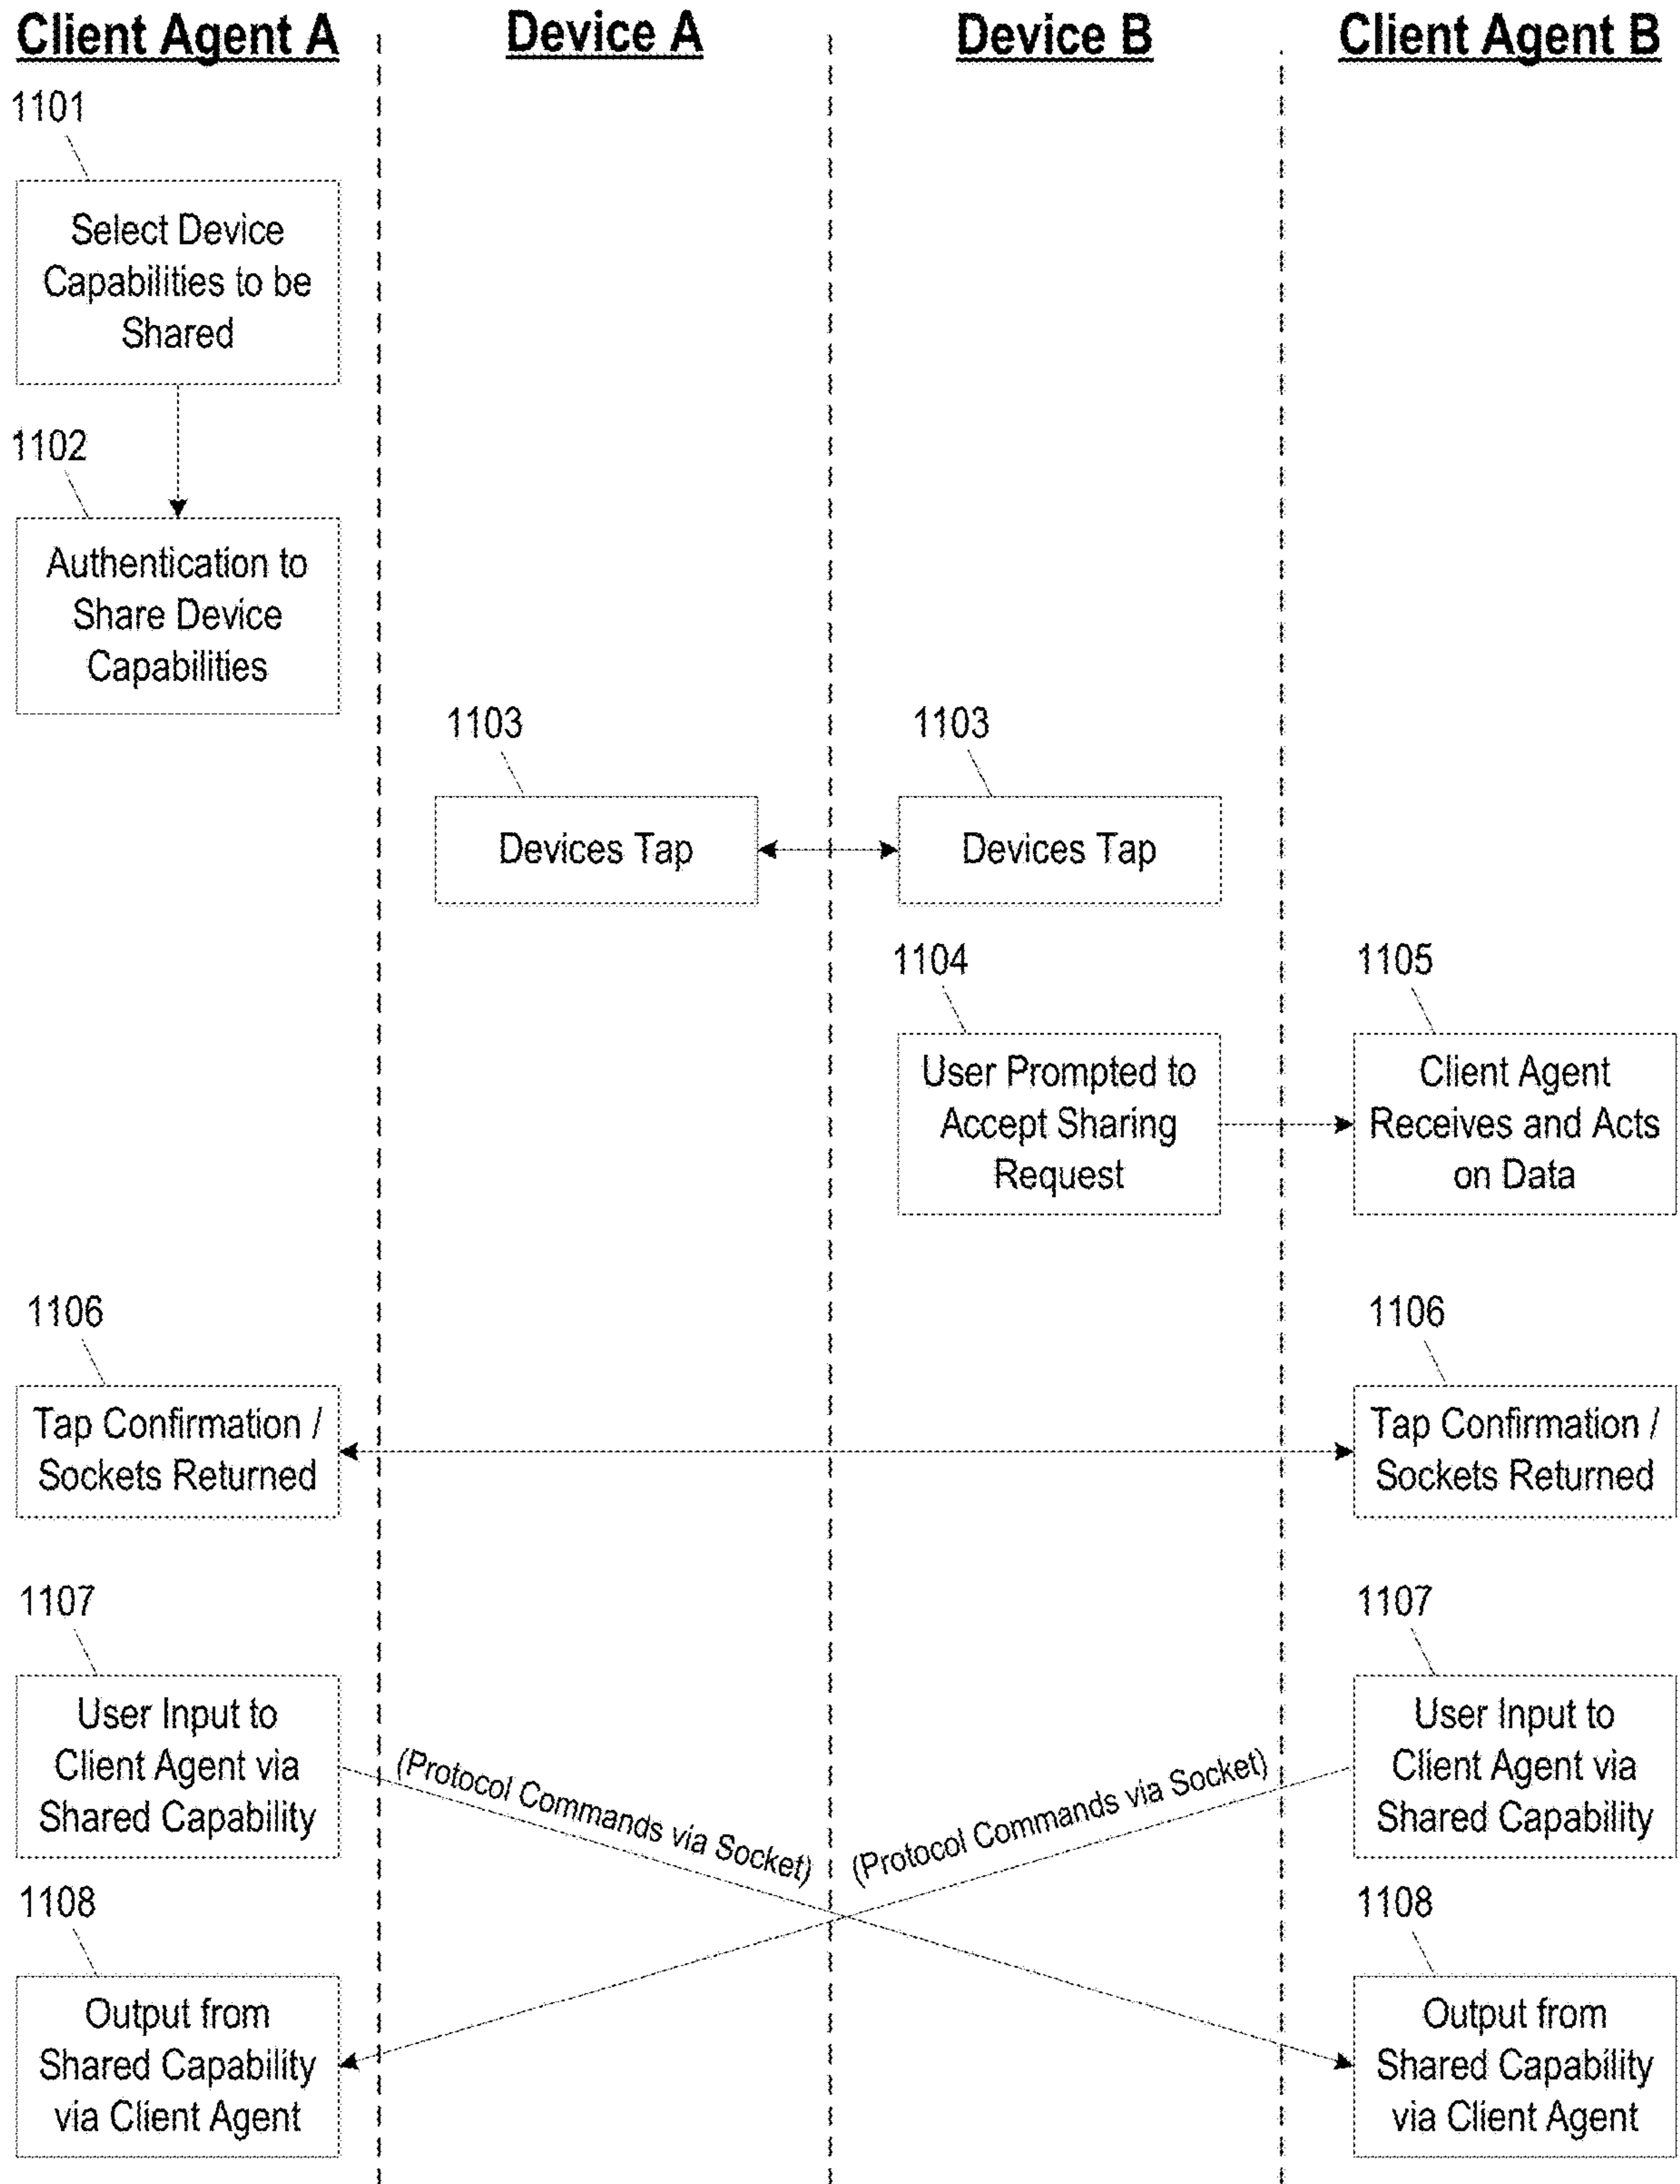 Client Agent A
Device A
Device B
Client Agent B
1101
Select Device
Capabilities to be
Shared
1102
Authentication to
Share Device
Capabilities
1103
1103
Devices Tap
Devices Tap
1104
1105
User Prompted to
Accept Sharing
Request
Client Agent
Receives and Acts
on Data
1106
1106
Tap Confirmation /
Sockets Returned
Tap Confirmation /
Sockets Returned
1107
1107
User Input to
Client Agent via
Shared Capability
(Protocol Commands via Socket)
(Protocol Commands via Socket)
User Input to
Client Agent via
Shared Capability
1108
1108
Output from
Shared Capability
via Client Agent
Output from
Shared Capability
via Client Agent